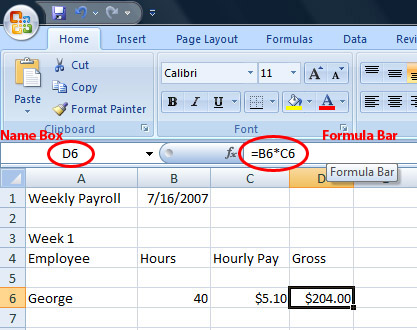 Home Insert Page Layout Formulas Data Revi
Cut
Copy
Format Painter
Paste
Calibri 11 A A
B I U A
Clipboard Font
Name Box Formula Bar
D6 fx =B6*C6
Formula Bar
A B C D
1 Weekly Payroll 7/16/2007
2
3 Week 1
4 Employee Hours Hourly Pay Gross
5
6 George 40 $5.10 $204.00
7